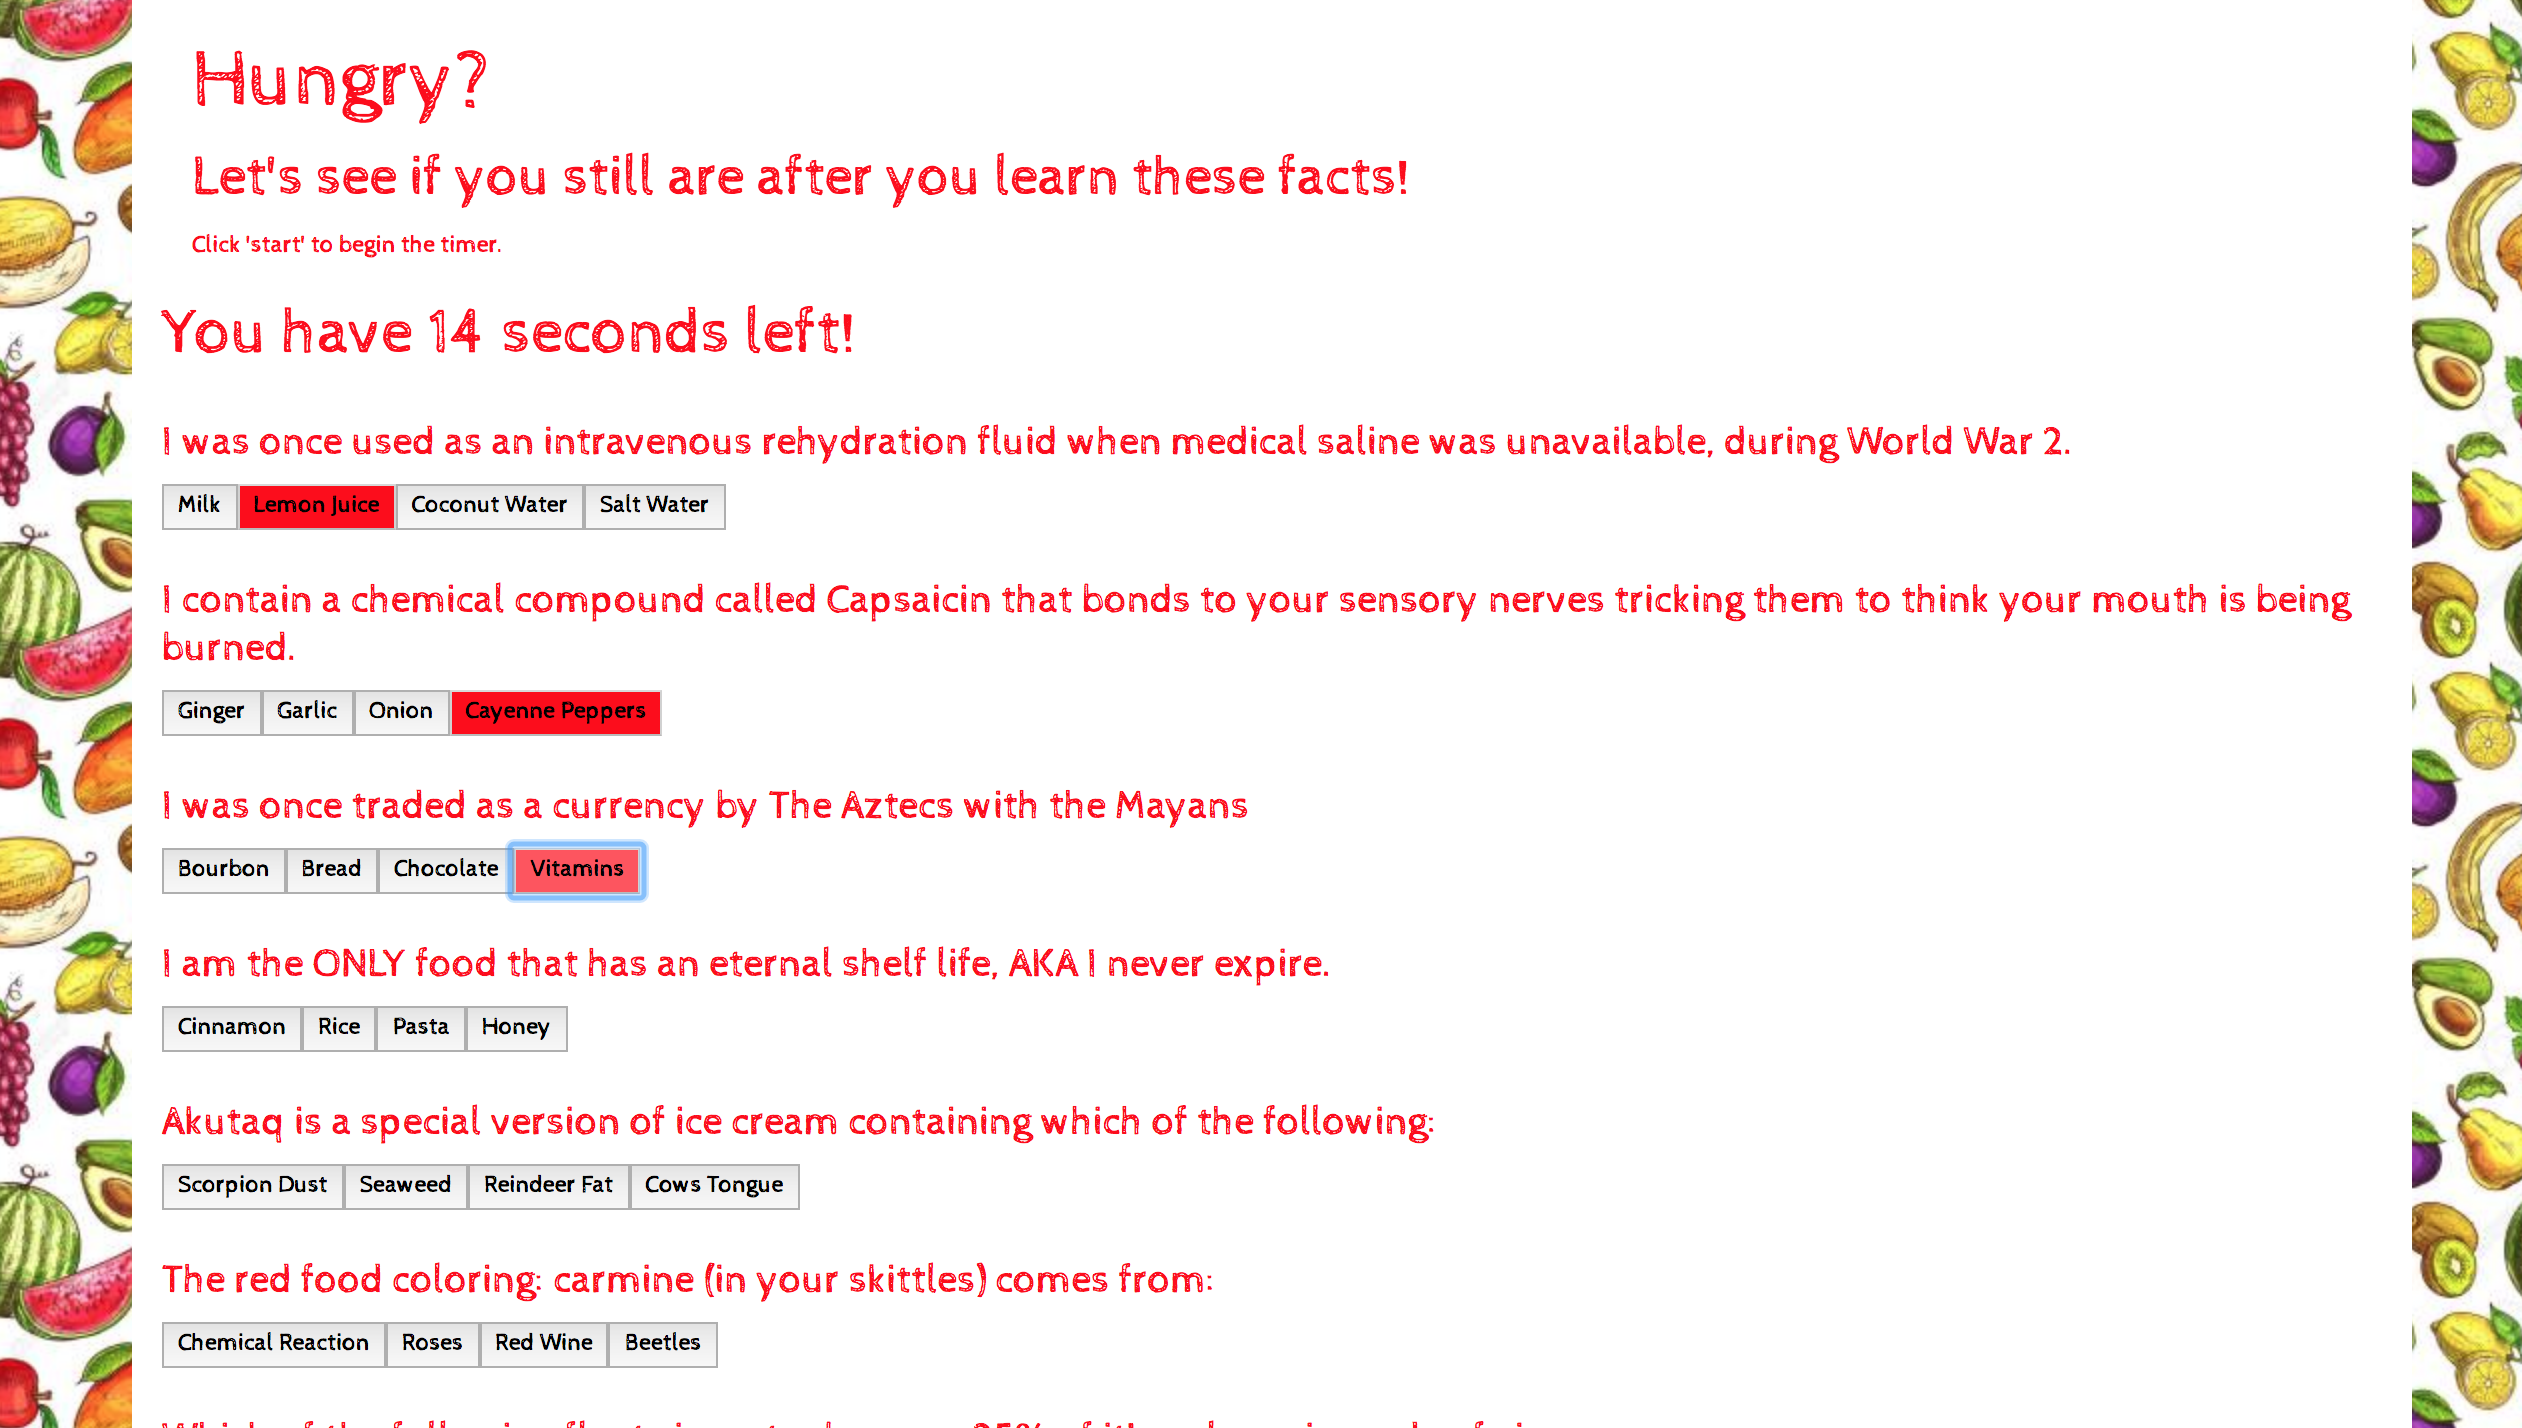 Hungry?
Let's see if you still are after you learn these facts!
Click 'start' to begin the timer.
You have 14 seconds left!
I was once used as an intravenous rehydration fluid when medical saline was unavailable, during World War 2.
Milk Lemon Juice Coconut Water Salt Water
I contain a chemical compound called Capsaicin that bonds to your sensory nerves tricking them to think your mouth is being
burned.
Ginger Garlic Onion Cayenne Peppers
I was once traded as a currency by The Aztecs with the Mayans
Bourbon Bread Chocolate Vitamins
I am the ONLY food that has an eternal shelf life, AKA I never expire.
Cinnamon Rice Pasta Honey
Akutaq is a special version of ice cream containing which of the following:
Scorpion Dust Seaweed Reindeer Fat Cows Tongue
The red food coloring: carmine (in your skittles) comes from:
Chemical Reaction Roses Red Wine Beetles